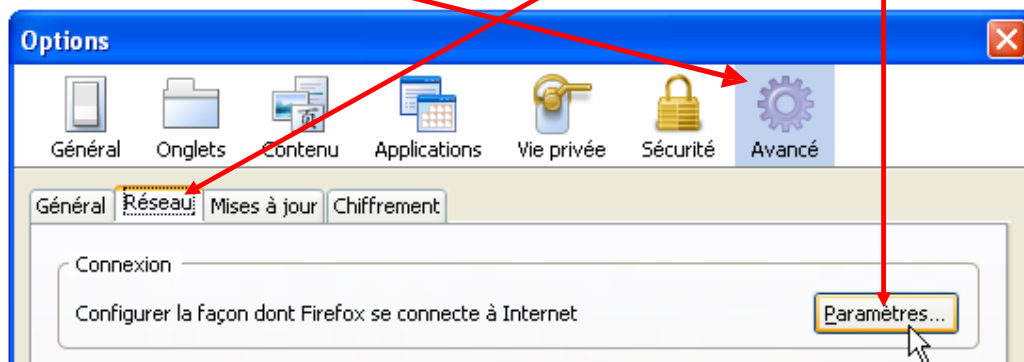 Options
Général Onglets Contenu Applications Vie privée Sécurité Avancé
Général Réseau Mises à jour Chiffrement
Connexion
Configurer la façon dont Firefox se connecte à Internet Paramètres...